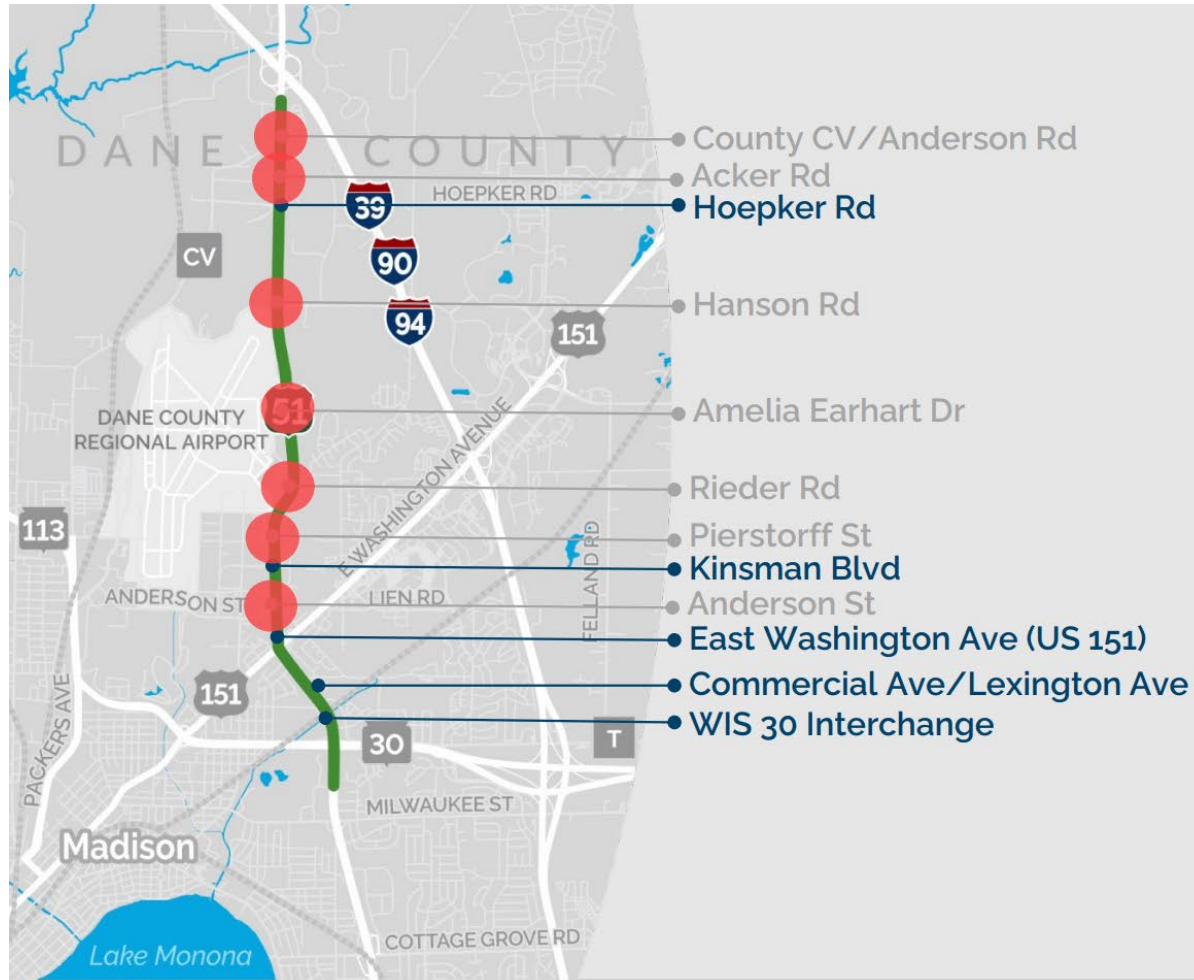 DANE COUNTY
County CV/Anderson Rd
Acker Rd
HOEPKER RD
Hoepker Rd
39
CV
90
Hanson Rd
94
151
51
Amelia Earhart Dr
DANE COUNTY
REGIONAL AIRPORT
E WASHINGTON AVENUE
Rieder Rd
113
Pierstorff St
FELLAND RD
Kinsman Blvd
ANDERSON ST
LIEN RD
Anderson St
East Washington Ave (US 151)
151
Commercial Ave/Lexington Ave
PACKERS AVE
WIS 30 Interchange
30
T
MILWAUKEE ST
Madison
COTTAGE GROVE RD
Lake Monona